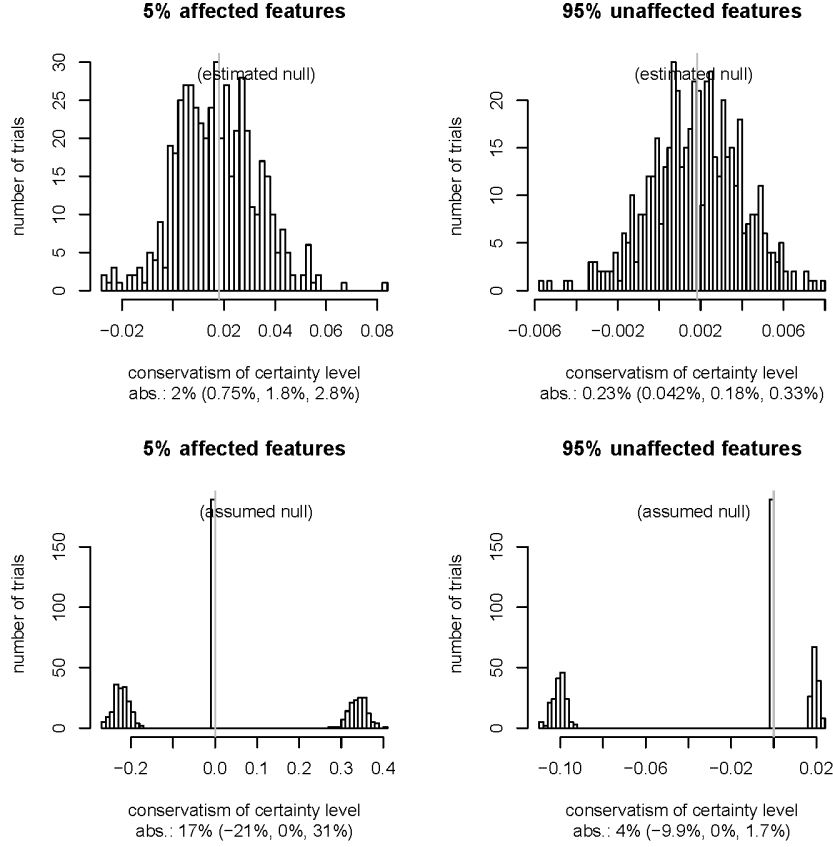 5% affected features
95% unaffected features
(estimated null)
(estimated null)
number of trials
0 5 10 15 20 25 30
number of trials
0 5 10 15 20
−0.02 0.02 0.04 0.06 0.08
−0.006 −0.002 0.002 0.006
conservatism of certainty level
abs.: 2% (0.75%, 1.8%, 2.8%)
conservatism of certainty level
abs.: 0.23% (0.042%, 0.18%, 0.33%)
5% affected features
95% unaffected features
(assumed null)
(assumed null)
number of trials
0 50 100 150
number of trials
0 50 100 150
−0.2 0.0 0.1 0.2 0.3 0.4
−0.10 −0.06 −0.02 0.02
conservatism of certainty level
abs.: 17% (−21%, 0%, 31%)
conservatism of certainty level
abs.: 4% (−9.9%, 0%, 1.7%)